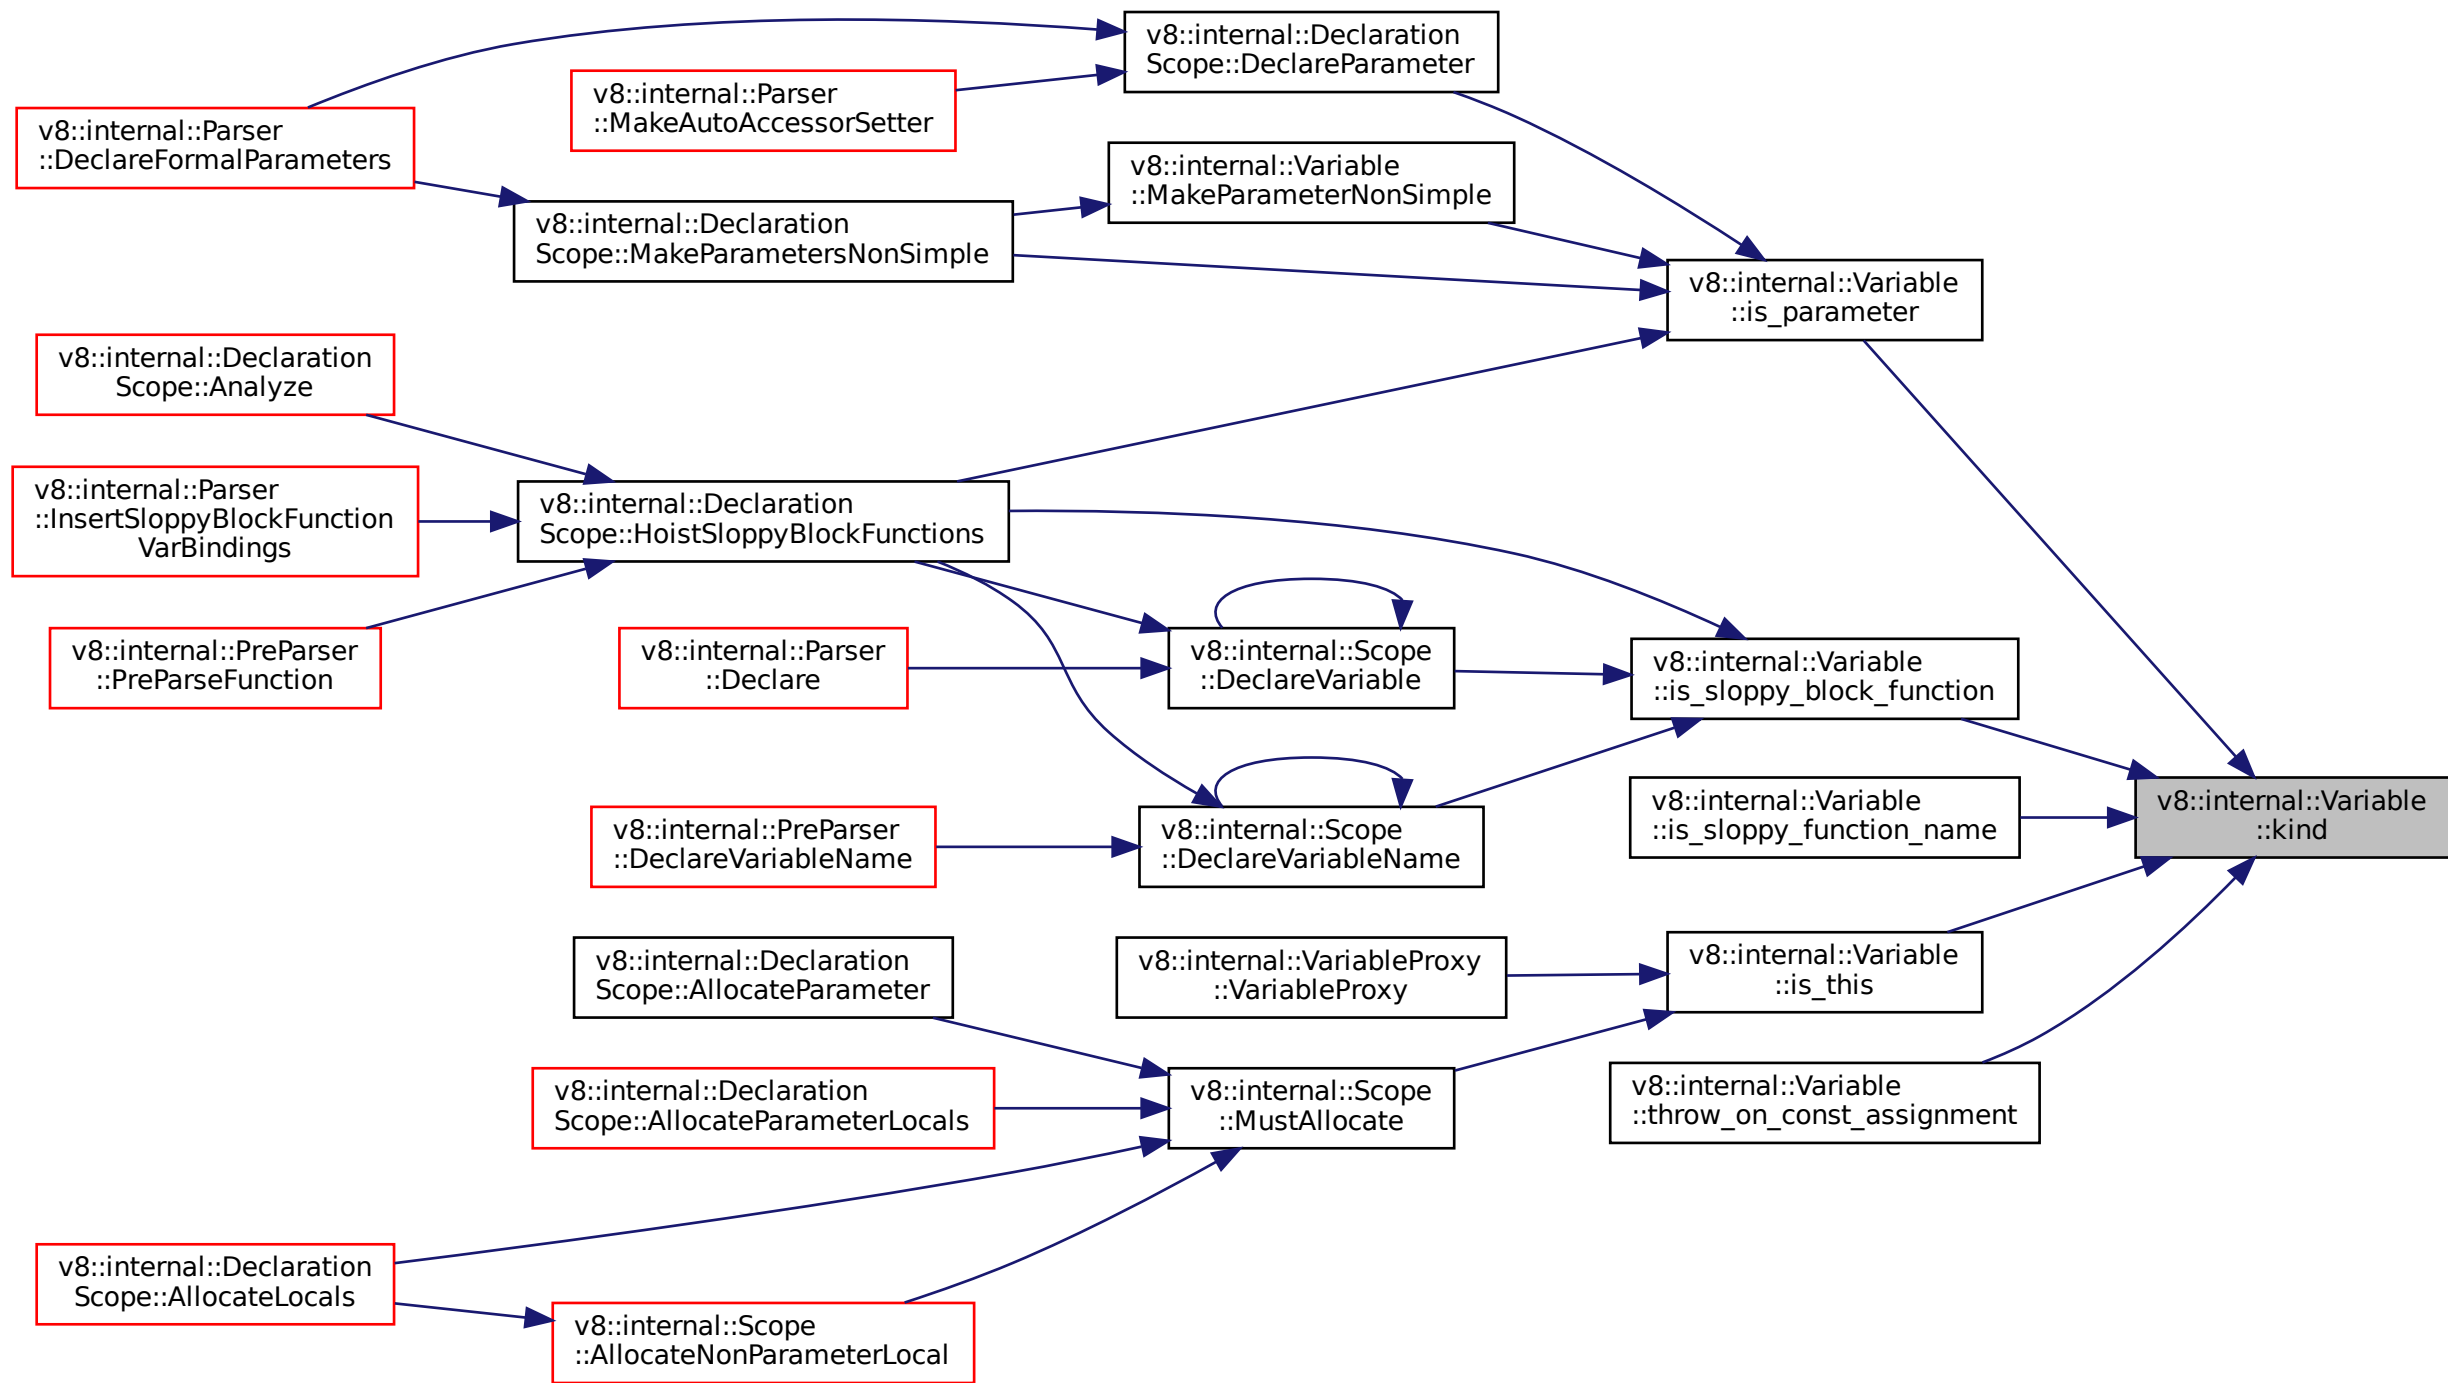 v8::internal::Declaration
Scope::DeclareParameter
v8::internal::Parser
::MakeAutoAccessorSetter
v8::internal::Parser
::DeclareFormalParameters
v8::internal::Variable
::MakeParameterNonSimple
v8::internal::Declaration
Scope::MakeParametersNonSimple
v8::internal::Variable
::is_parameter
v8::internal::Declaration
Scope::Analyze
v8::internal::Parser
::InsertSloppyBlockFunction
VarBindings
v8::internal::Declaration
Scope::HoistSloppyBlockFunctions
v8::internal::PreParser
::PreParseFunction
v8::internal::Parser
::Declare
v8::internal::Scope
::DeclareVariable
v8::internal::Variable
::is_sloppy_block_function
v8::internal::Variable
::is_sloppy_function_name
v8::internal::Variable
::kind
v8::internal::PreParser
::DeclareVariableName
v8::internal::Scope
::DeclareVariableName
v8::internal::Declaration
Scope::AllocateParameter
v8::internal::VariableProxy
::VariableProxy
v8::internal::Variable
::is_this
v8::internal::Declaration
Scope::AllocateParameterLocals
v8::internal::Scope
::MustAllocate
v8::internal::Variable
::throw_on_const_assignment
v8::internal::Declaration
Scope::AllocateLocals
v8::internal::Scope
::AllocateNonParameterLocal